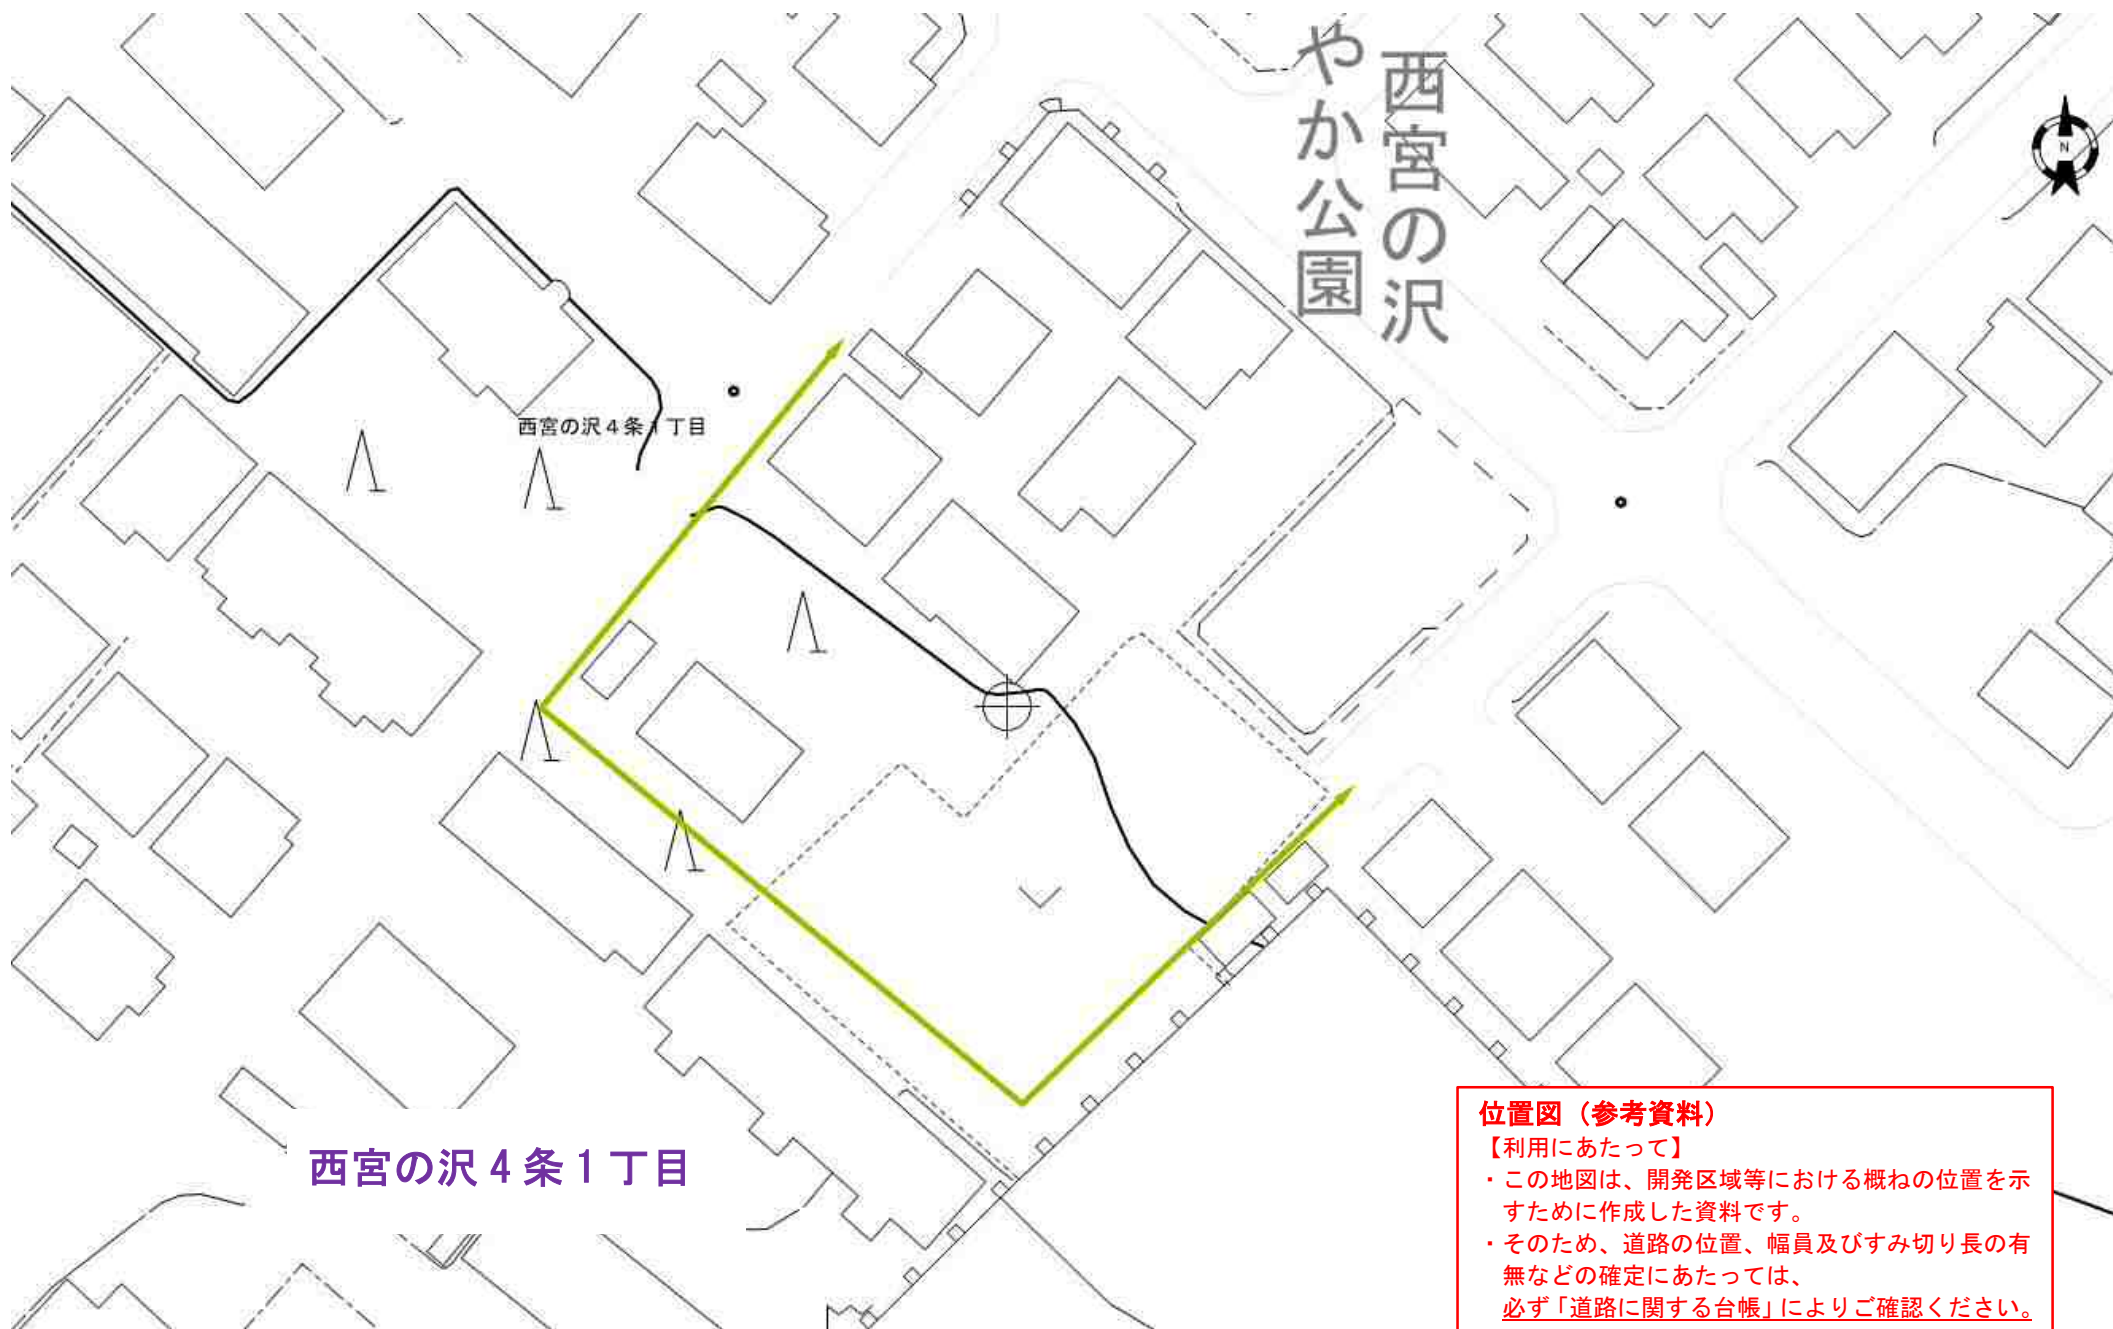 西宮の沢
やか公園
N
西宮の沢4条1丁目
西宮の沢4条1丁目
位置図（参考資料）
【利用にあたって】
・この地図は、開発区域等における概ねの位置を示
すために作成した資料です。
・そのため、道路の位置、幅員及びすみ切り長の有
無などの確定にあたっては、
必ず「道路に関する台帳」によりご確認ください。